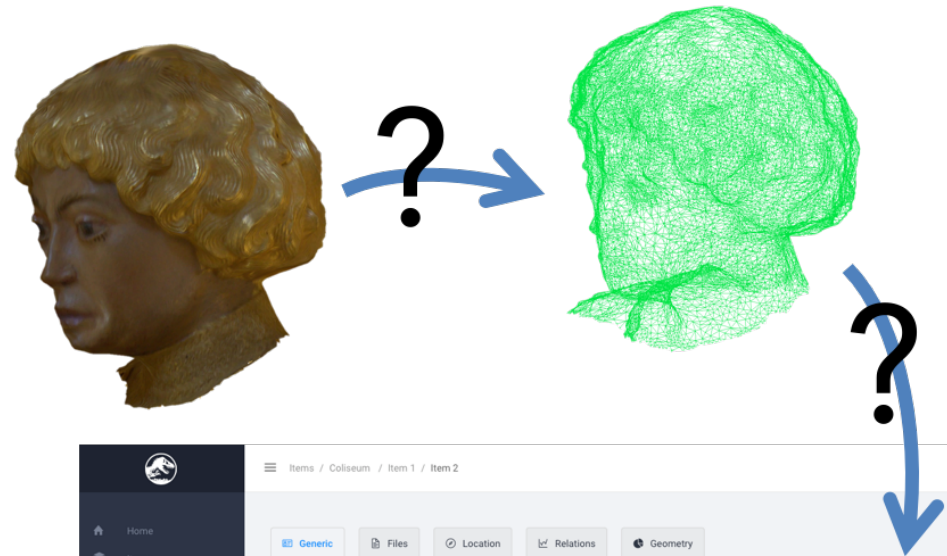 ?
?
Items / Coliseum / Item 1 / Item 2
Home
Generic Files Location Relations Geometry